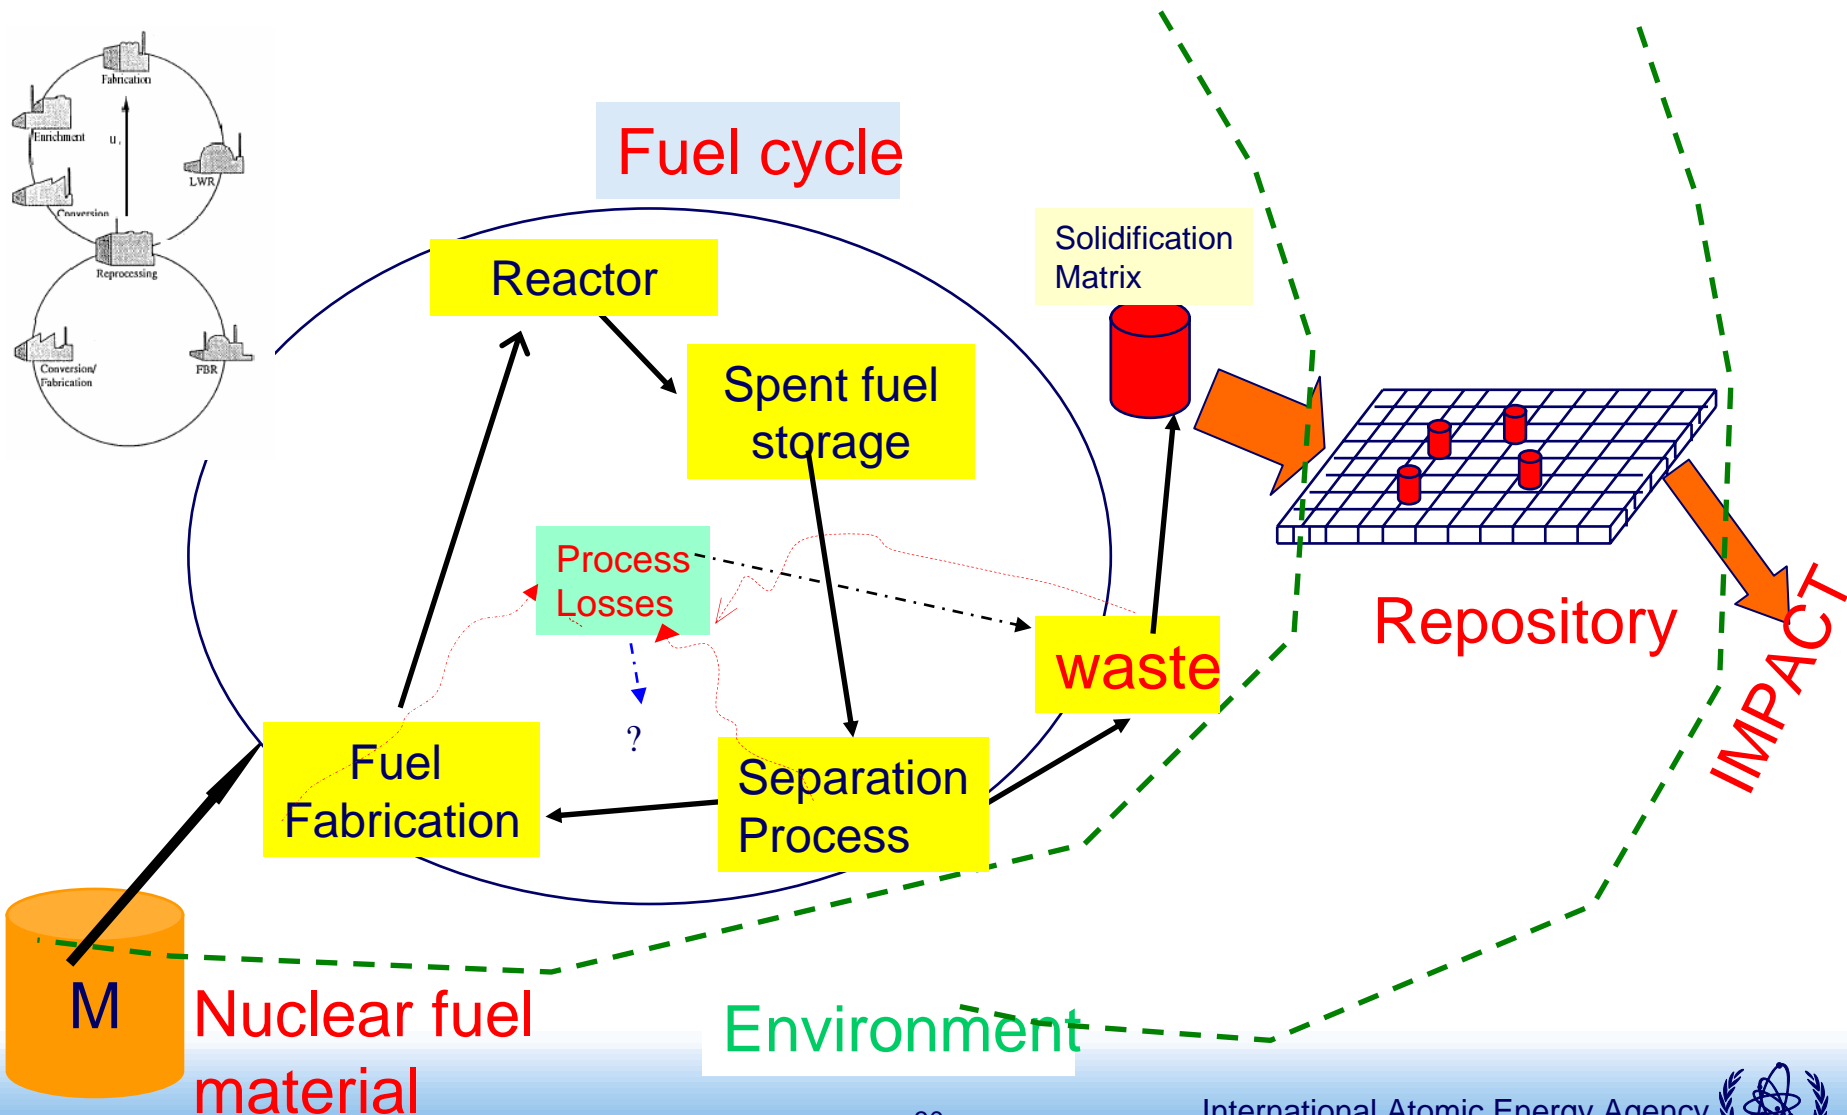 Fabrication
Enrichment
u
LWR
Conversion
Reprocessing
Conversion/
Fabrication
FBR
Fuel cycle
Reactor
Spent fuel
storage
Solidification
Matrix
Process
Losses
?
waste
Fuel
Fabrication
Separation
Process
Repository
IMPACT
M
Nuclear fuel
material
Environment
International Atomic Energy Agency